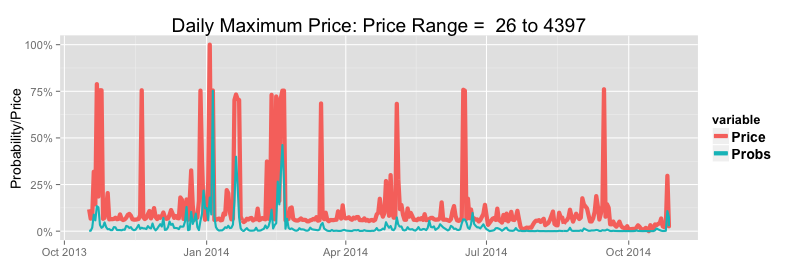 Daily Maximum Price: Price Range =  26 to 4397
100%
75%
50%
25%
0%
Probability/Price
Oct 2013
Jan 2014
Apr 2014
Jul 2014
Oct 2014
variable
Price
Probs